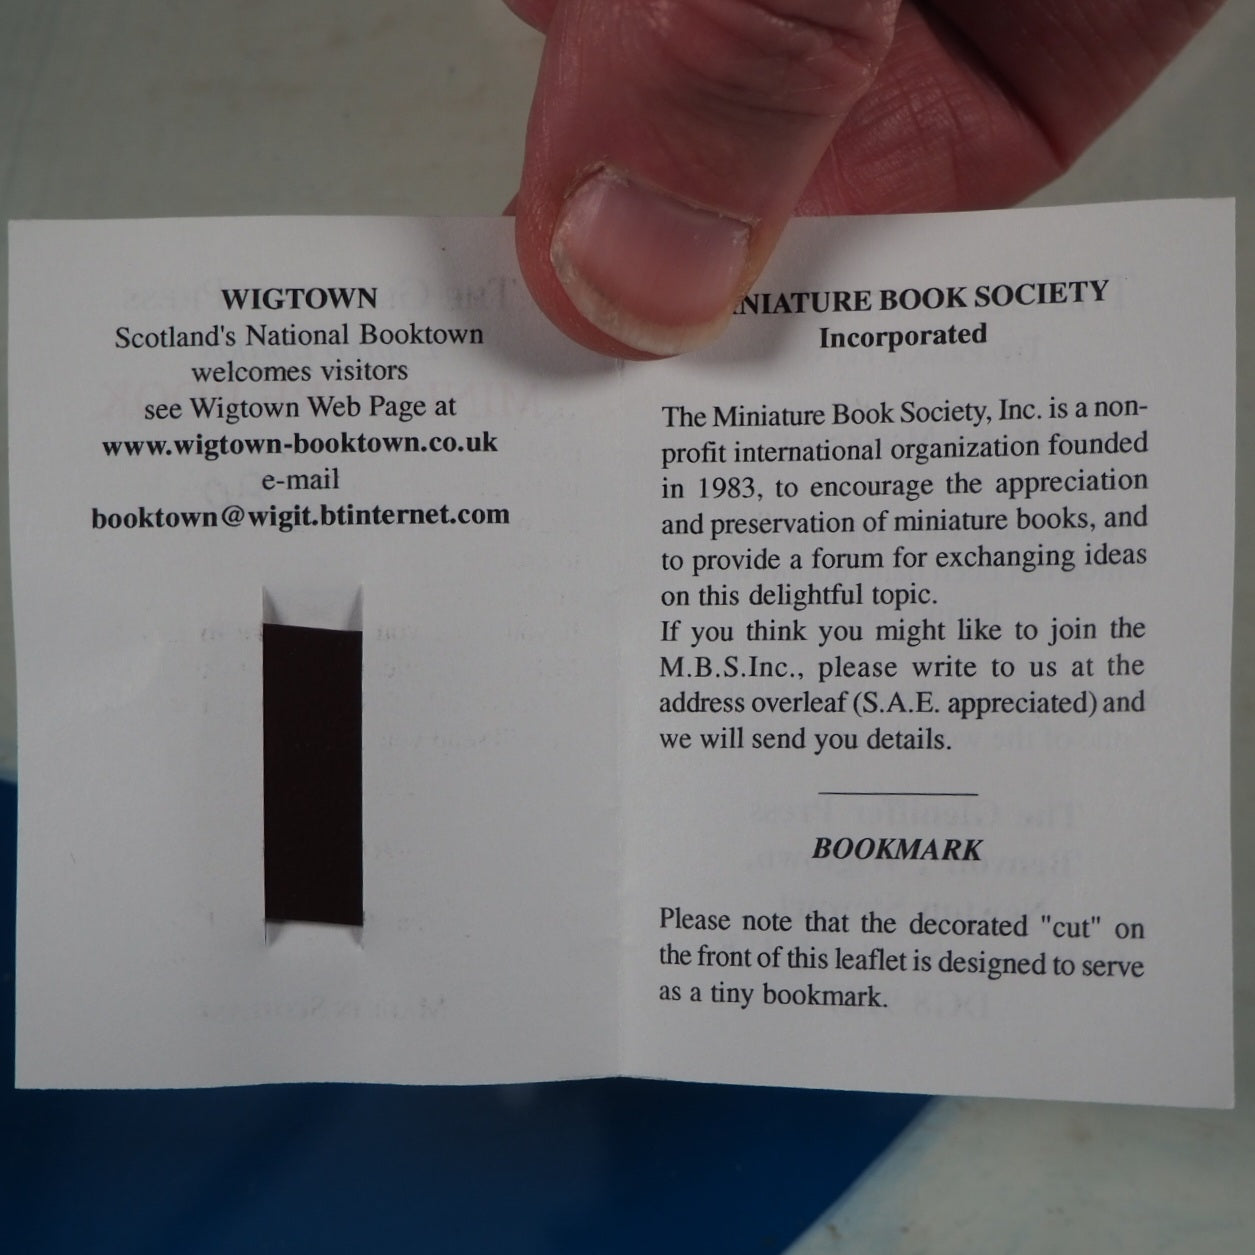 WIGTOWN
Scotland's National Booktown
welcomes visitors
see Wigtown Web Page at
www.wigtown-booktown.co.uk
e-mail
booktown@wigit.btinternet.com
NIATURE BOOK SOCIETY
Incorporated
The Miniature Book Society, Inc. is a non-
profit international organization founded
in 1983, to encourage the appreciation
and preservation of miniature books, and
to provide a forum for exchanging ideas
on this delightful topic.
If you think you might like to join the
M.B.S.Inc., please write to us at the
address overleaf (S.A.E. appreciated) and
we will send you details.
BOOKMARK
Please note that the decorated "cut" on
the front of this leaflet is designed to serve
as a tiny bookmark.